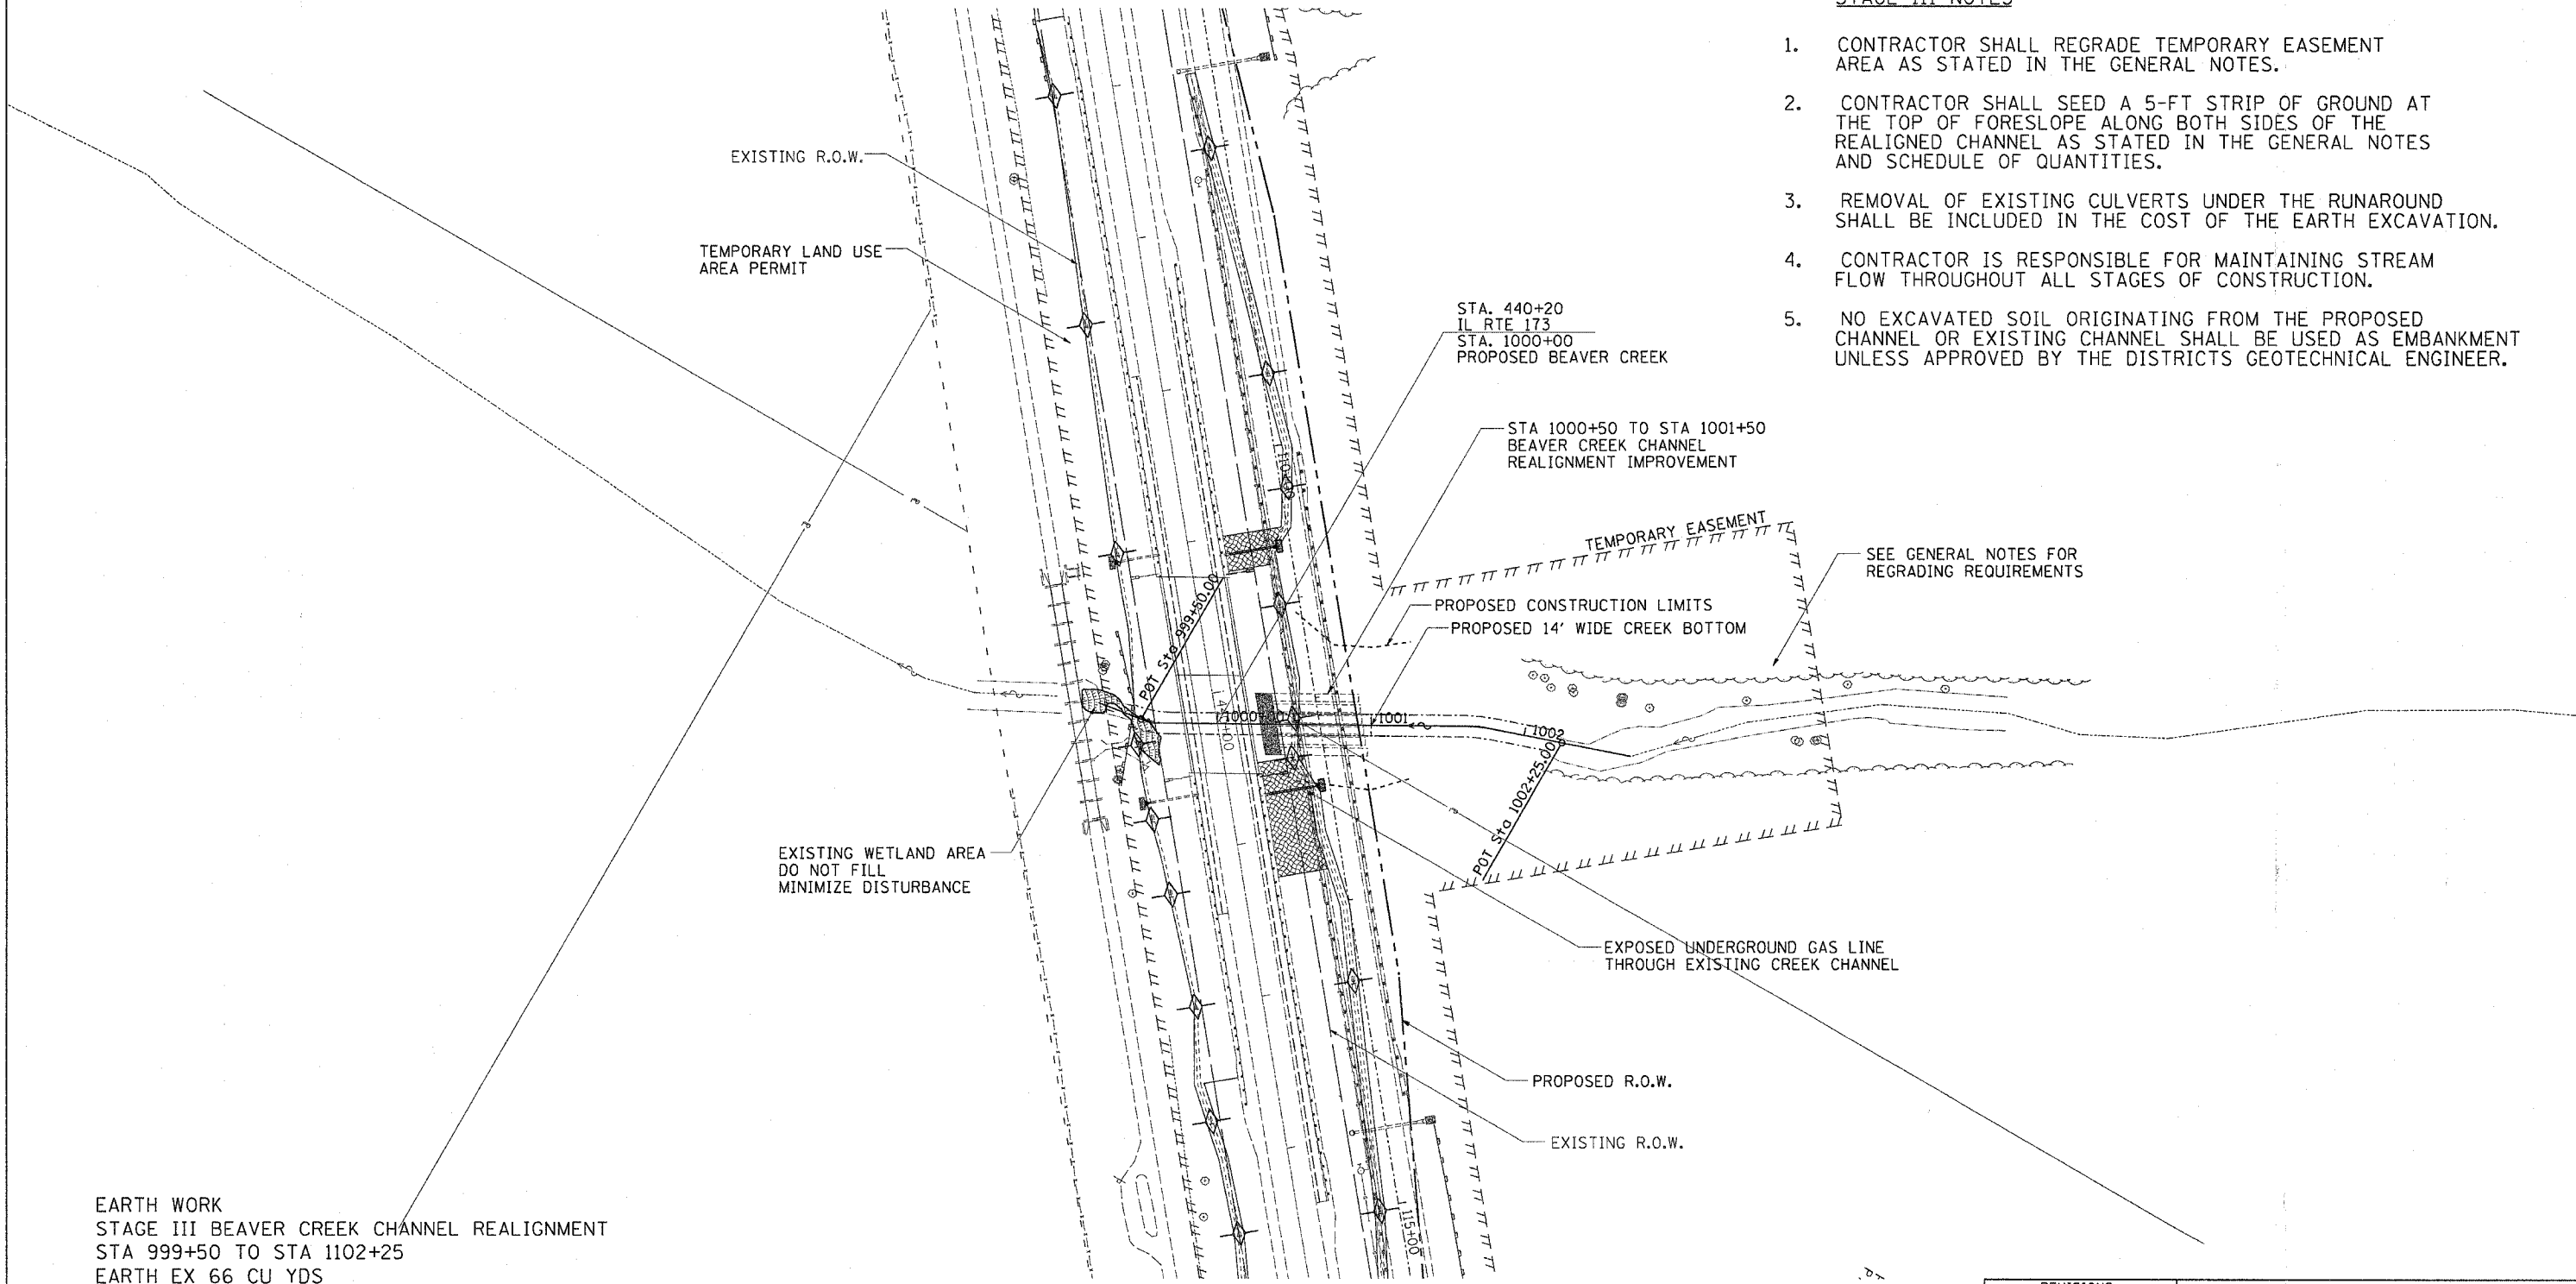 STAGE III NOTES
1. CONTRACTOR SHALL REGRADE TEMPORARY EASEMENT
AREA AS STATED IN THE GENERAL NOTES.
2. CONTRACTOR SHALL SEED A 5-FT STRIP OF GROUND AT
THE TOP OF FORESLOPE ALONG BOTH SIDES OF THE
REALIGNED CHANNEL AS STATED IN THE GENERAL NOTES
AND SCHEDULE OF QUANTITIES.
3. REMOVAL OF EXISTING CULVERTS UNDER THE RUNAROUND
SHALL BE INCLUDED IN THE COST OF THE EARTH EXCAVATION.
4. CONTRACTOR IS RESPONSIBLE FOR MAINTAINING STREAM
FLOW THROUGHOUT ALL STAGES OF CONSTRUCTION.
5. NO EXCAVATED SOIL ORIGINATING FROM THE PROPOSED
CHANNEL OR EXISTING CHANNEL SHALL BE USED AS EMBANKMENT
UNLESS APPROVED BY THE DISTRICTS GEOTECHNICAL ENGINEER.
EXISTING R.O.W.
TEMPORARY LAND USE
AREA PERMIT
STA. 440+20
IL RTE 173
STA. 1000+00
PROPOSED BEAVER CREEK
STA 1000+50 TO STA 1001+50
BEAVER CREEK CHANNEL
REALIGNMENT IMPROVEMENT
TEMPORARY EASEMENT
SEE GENERAL NOTES FOR
REGRADING REQUIREMENTS
PROPOSED CONSTRUCTION LIMITS
PROPOSED 14' WIDE CREEK BOTTOM
POT Sta 999+50.00
1000+00
1001
1002
POT Sta 1002+25.00
EXISTING WETLAND AREA
DO NOT FILL
MINIMIZE DISTURBANCE
EXPOSED UNDERGROUND GAS LINE
THROUGH EXISTING CREEK CHANNEL
PROPOSED R.O.W.
EXISTING R.O.W.
115+00
EARTH WORK
STAGE III BEAVER CREEK CHANNEL REALIGNMENT
STA 999+50 TO STA 1102+25
EARTH EX 66 CU YDS
REVISIONS